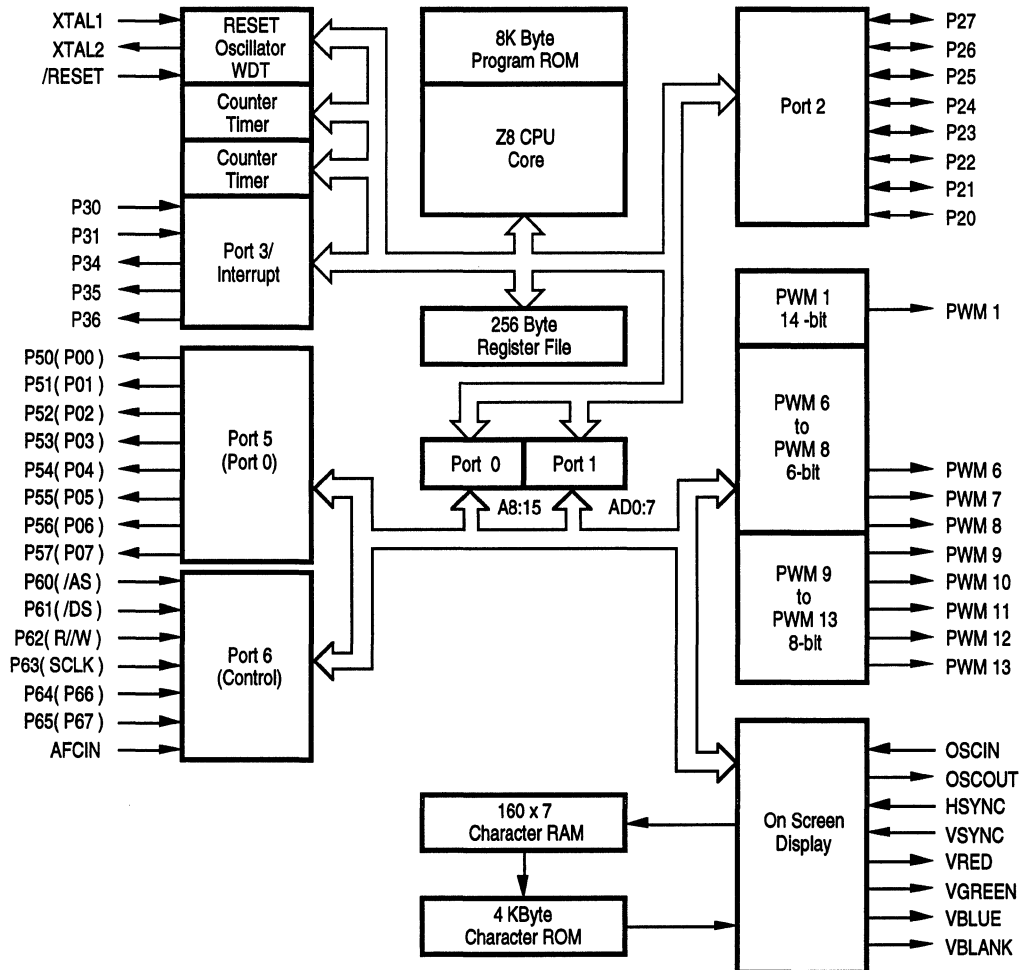 XTAL1
XTAL2
/RESET
RESET
Oscillator
WDT
Counter
Timer
Counter
Timer
P30
P31
P34
P35
P36
Port 3/
Interrupt
8K Byte
Program ROM
Z8 CPU
Core
256 Byte
Register File
Port 2
P27
P26
P25
P24
P23
P22
P21
P20
P50( P00 )
P51( P01 )
P52( P02 )
P53( P03 )
P54( P04 )
P55( P05 )
P56( P06 )
P57( P07 )
Port 5
(Port 0)
P60( /AS )
P61( /DS )
P62( R//W )
P63( SCLK )
P64( P66 )
P65( P67 )
AFCIN
Port 6
(Control)
Port 0
Port 1
A8:15
AD0:7
PWM 1
14 -bit
PWM 1
PWM 6
to
PWM 8
6-bit
PWM 6
PWM 7
PWM 8
PWM 9
to
PWM 13
8-bit
PWM 9
PWM 10
PWM 11
PWM 12
PWM 13
160 x 7
Character RAM
4 KByte
Character ROM
On Screen
Display
OSCIN
OSCOUT
HSYNC
VSYNC
VRED
VGREEN
VBLUE
VBLANK